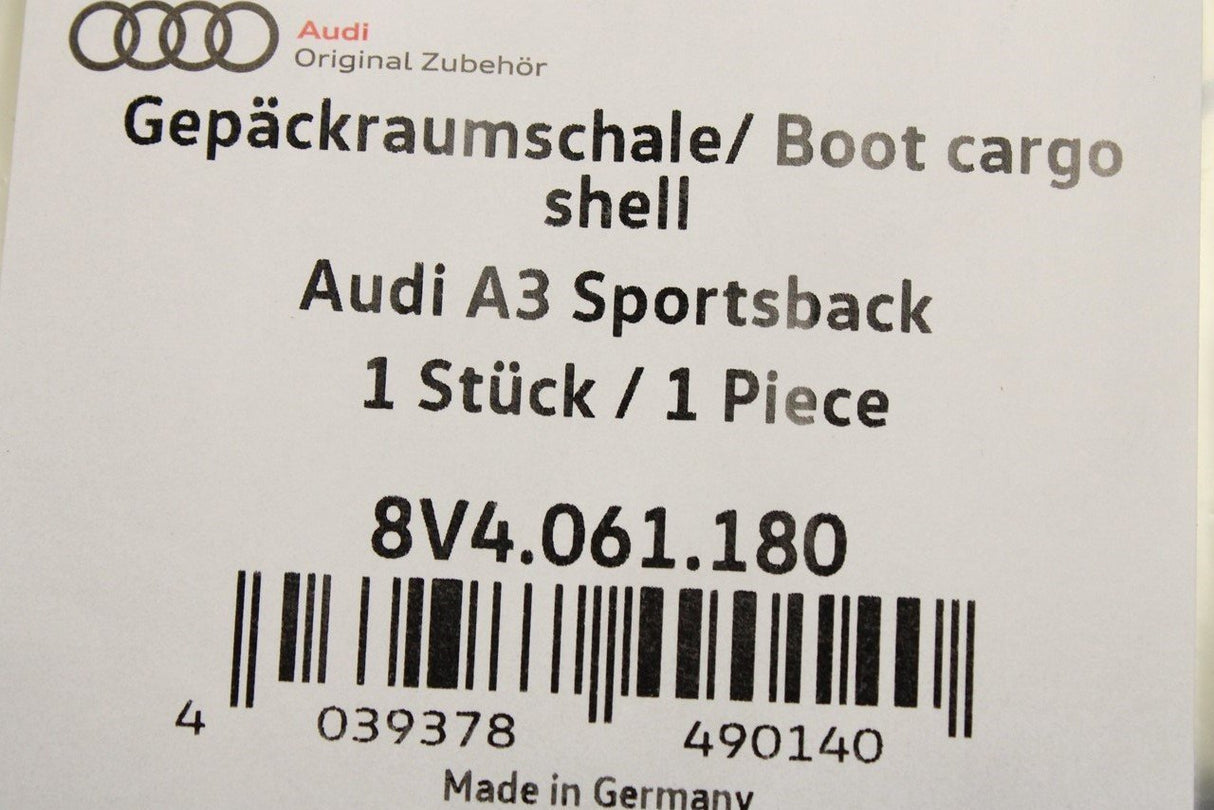 Audi
Original Zubehör
Gepäckraumschale/ Boot cargo
shell
Audi A3 Sportsback
1 Stück / 1 Piece
8V4.061.180
4 039378 490140
Made in Germany